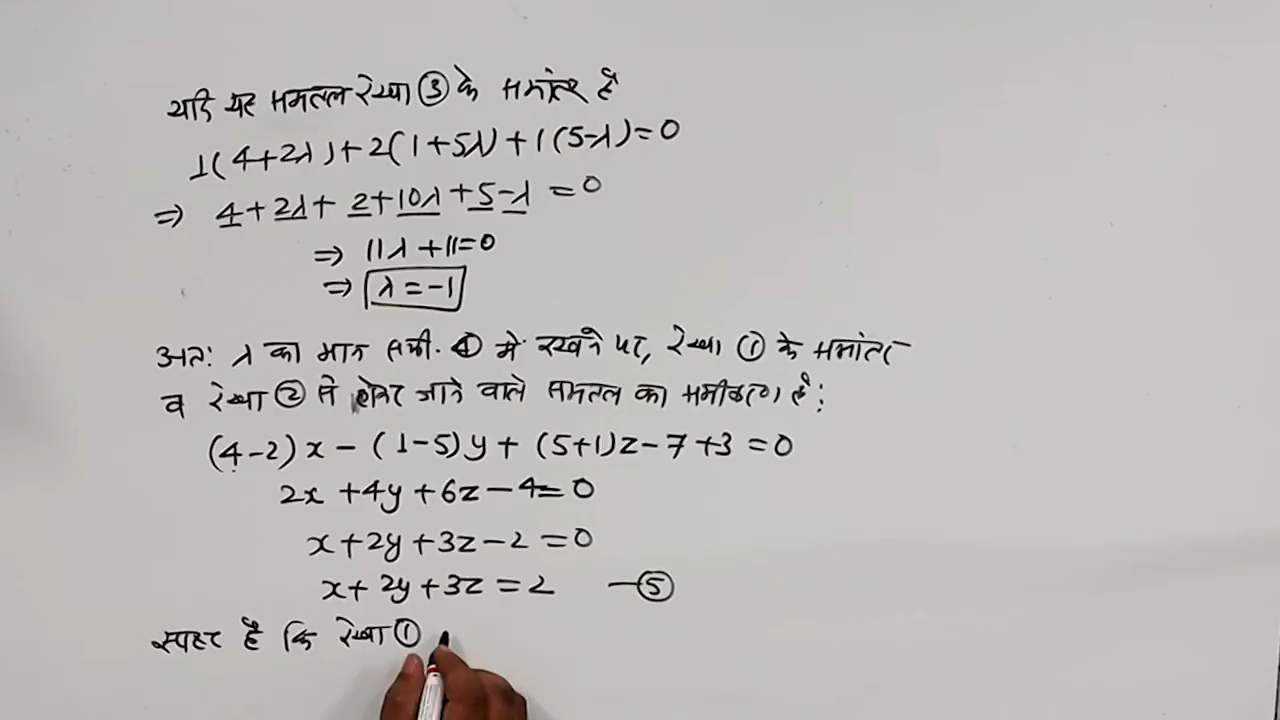 यदि यह समतल रेखा ③ के समांतर है
1(4+2λ)+2(1+5λ)+1(5-λ)=0
⇒ 4+2λ+2+10λ+5-λ=0
⇒ 11λ+11=0
⇒ λ=-1
अतः λ का मान समी. ④ में रखने पर, रेखा ① के समांतर
व रेखा ② से होकर जाने वाले समतल का समीकरण है:
(4-2)x-(1-5)y+(5+1)z-7+3=0
2x+4y+6z-4=0
x+2y+3z-2=0
x+2y+3z=2 —⑤
स्पष्ट है कि रेखा ①